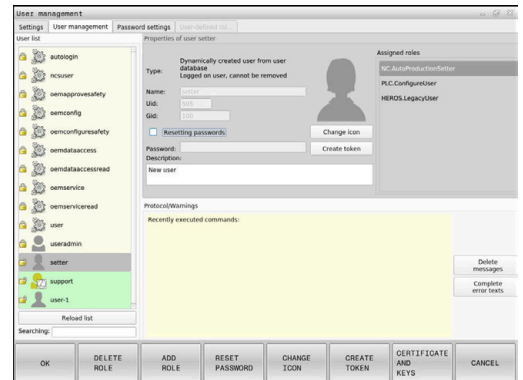 User management
Settings
User management
Password settings
User list
Properties of user setter
autologin
ncsuser
oemapprovesafety
oemconfig
oemconfiguresafety
oemdataaccess
oemdataaccessread
oemservice
oemserviceread
user
useradmin
setter
support
user-1
Reload list
Searching:
Type:
Dynamically created user from user
database
Logged on user, cannot be removed
Name:
setter
Uid:
505
Gid:
100
Resetting passwords
Password:
Description:
New user
Change icon
Create token
Assigned roles
NC.AutoProductionSetter
PLC.ConfigureUser
HEROS.LegacyUser
Protocol/Warnings
Recently executed commands:
Delete
messages
Complete
error texts
OK
DELETE
ROLE
ADD
ROLE
RESET
PASSWORD
CHANGE
ICON
CREATE
TOKEN
CERTIFICATE
AND
KEYS
CANCEL